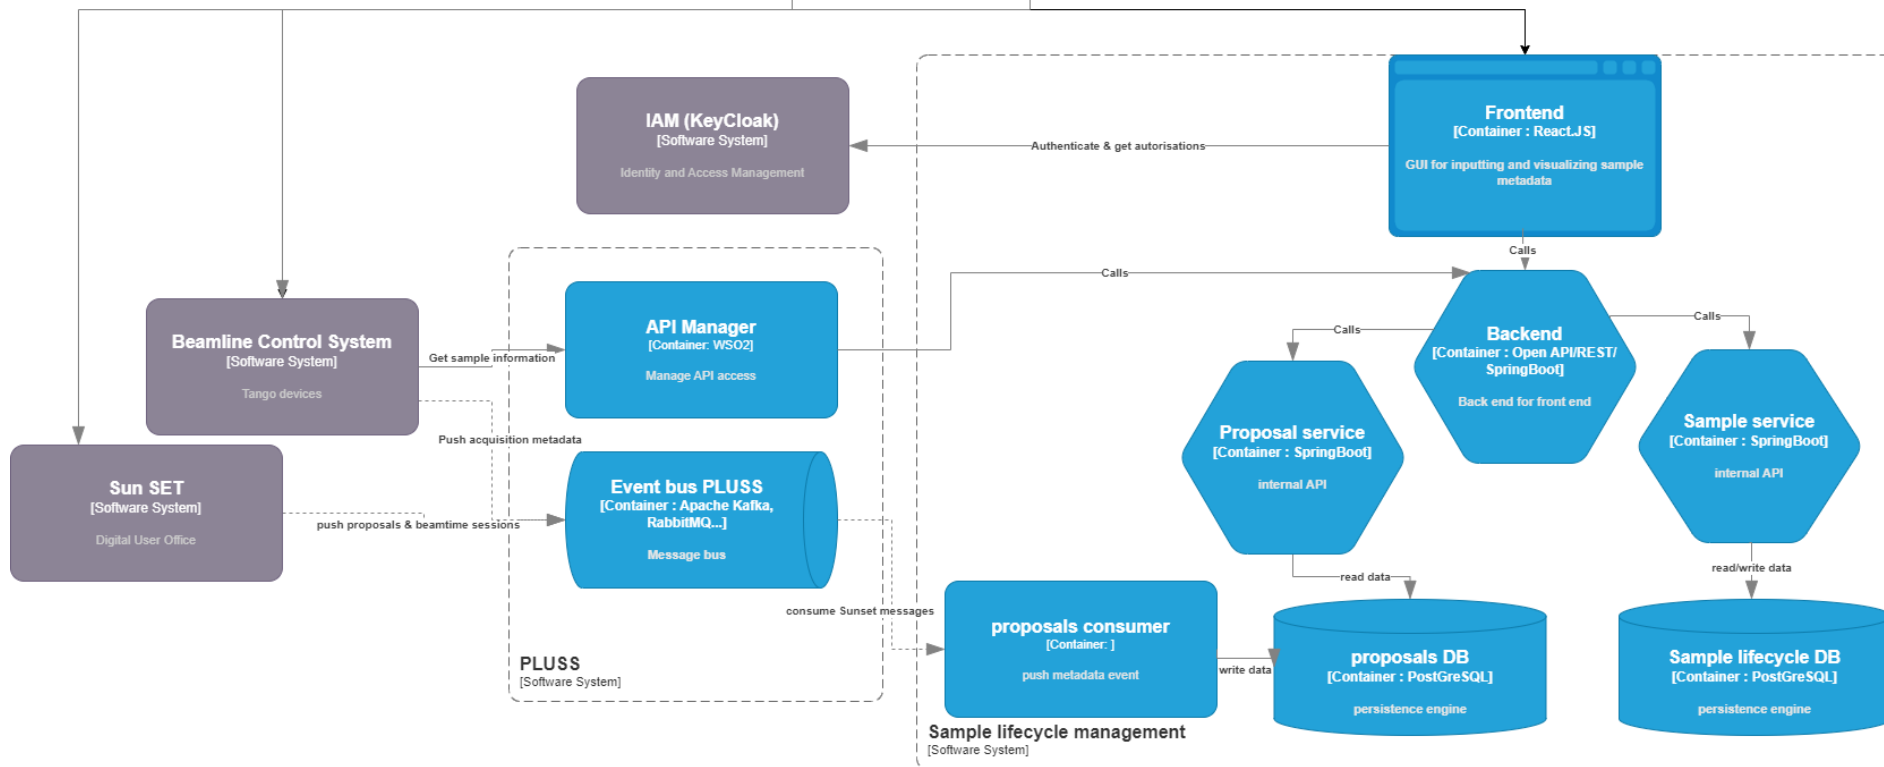 IAM (KeyCloak)
[Software System]
Identity and Access Management
Authenticate & get autorisations
Frontend
[Container : React.JS]
GUI for inputting and visualizing sample
metadata
Calls
Calls
Beamline Control System
[Software System]
Tango devices
Get sample information
API Manager
[Container: WSO2]
Manage API access
Calls
Backend
[Container : Open API/REST/
SpringBoot]
Back end for front end
Calls
Push acquisition metadata
Proposal service
[Container : SpringBoot]
internal API
Sample service
[Container : SpringBoot]
internal API
Sun SET
[Software System]
Digital User Office
push proposals & beamtime sessions
Event bus PLUSS
[Container : Apache Kafka,
RabbitMQ...]
Message bus
read data
read/write data
consume Sunset messages
proposals consumer
[Container: ]
push metadata event
write data
proposals DB
[Container : PostGreSQL]
persistence engine
Sample lifecycle DB
[Container : PostGreSQL]
persistence engine
PLUSS
[Software System]
Sample lifecycle management
[Software System]